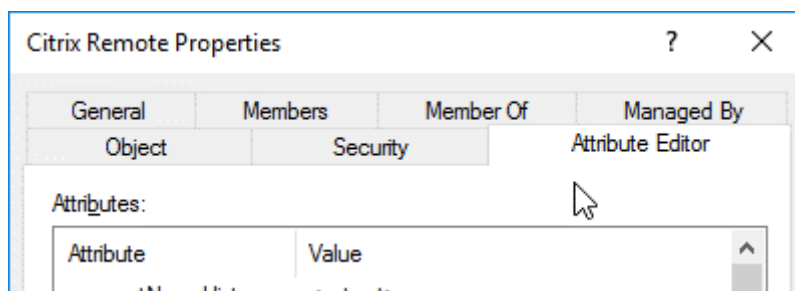 Citrix Remote Properties ? X
General Members Member Of Managed By
Object Security Attribute Editor
Attributes:
Attribute Value